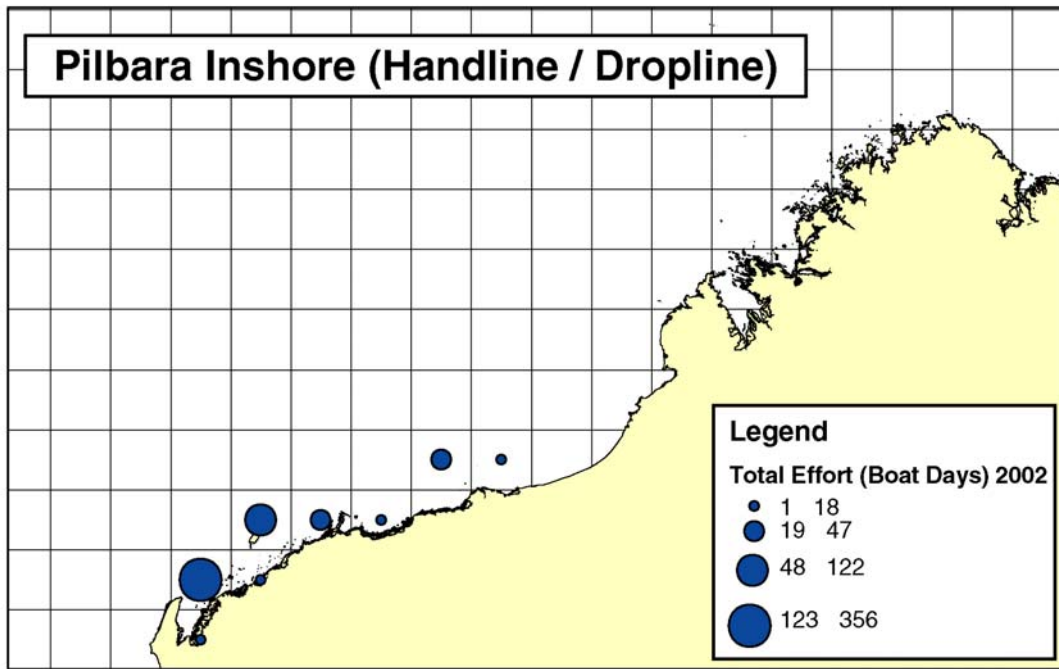 Pilbara Inshore (Handline / Dropline)
Legend
Total Effort (Boat Days) 2002
1 18
19 47
48 122
123 356